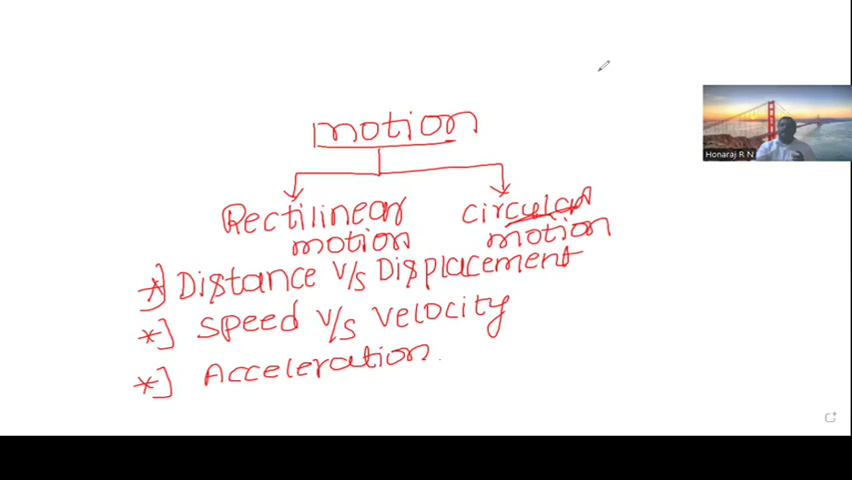 motion
Rectilinear motion
circular motion
*] Distance v/s Displacement
*] Speed v/s Velocity
*] Acceleration.
Honaraj R N